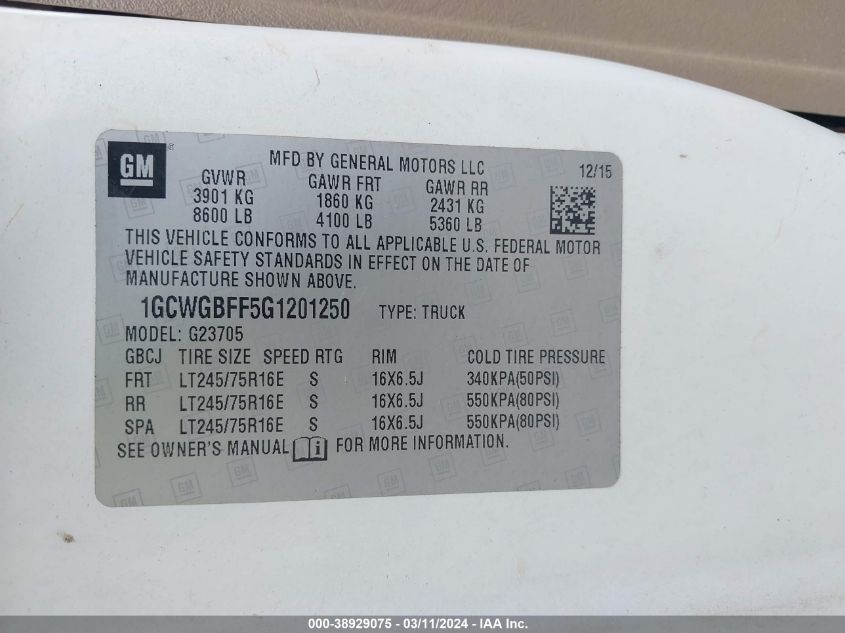 GM ® MFD BY GENERAL MOTORS LLC 12/15
GVWR GAWR FRT GAWR RR
3901 KG 1860 KG 2431 KG
8600 LB 4100 LB 5360 LB
THIS VEHICLE CONFORMS TO ALL APPLICABLE U.S. FEDERAL MOTOR
VEHICLE SAFETY STANDARDS IN EFFECT ON THE DATE OF
MANUFACTURE SHOWN ABOVE.
1GCWGBFF5G1201250 TYPE: TRUCK
MODEL: G23705
GBCJ TIRE SIZE SPEED RTG RIM COLD TIRE PRESSURE
FRT LT245/75R16E S 16X6.5J 340KPA(50PSI)
RR LT245/75R16E S 16X6.5J 550KPA(80PSI)
SPA LT245/75R16E S 16X6.5J 550KPA(80PSI)
SEE OWNER'S MANUAL i FOR MORE INFORMATION.
000-38929075 - 03/11/2024 - IAA Inc.